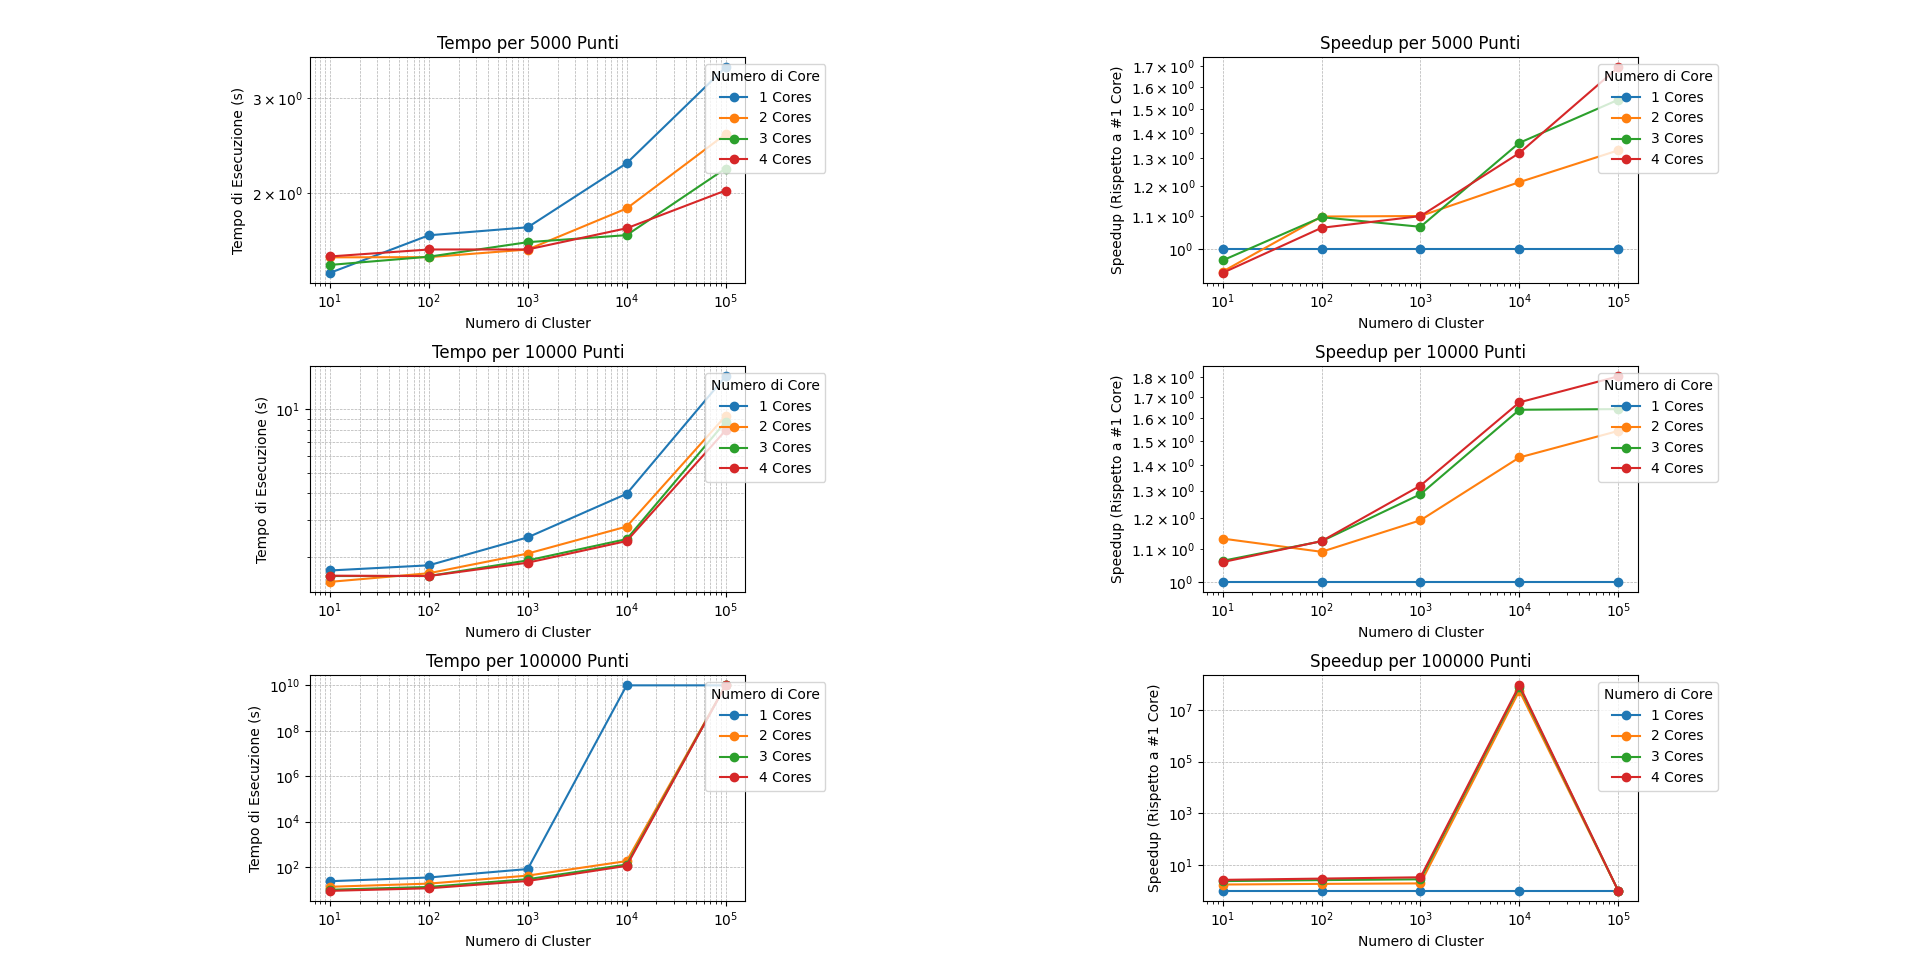 Tempo per 5000 Punti
Tempo di Esecuzione (s)
3 × 10⁰
2 × 10⁰
10¹ 10² 10³ 10⁴ 10⁵
Numero di Cluster
Numero di Core
1 Cores
2 Cores
3 Cores
4 Cores
Speedup per 5000 Punti
Speedup (Rispetto a #1 Core)
1.7 × 10⁰
1.6 × 10⁰
1.5 × 10⁰
1.4 × 10⁰
1.3 × 10⁰
1.2 × 10⁰
1.1 × 10⁰
10⁰
10¹ 10² 10³ 10⁴ 10⁵
Numero di Cluster
Numero di Core
1 Cores
2 Cores
3 Cores
4 Cores
Tempo per 10000 Punti
Tempo di Esecuzione (s)
10¹
10¹ 10² 10³ 10⁴ 10⁵
Numero di Cluster
Numero di Core
1 Cores
2 Cores
3 Cores
4 Cores
Speedup per 10000 Punti
Speedup (Rispetto a #1 Core)
1.8 × 10⁰
1.7 × 10⁰
1.6 × 10⁰
1.5 × 10⁰
1.4 × 10⁰
1.3 × 10⁰
1.2 × 10⁰
1.1 × 10⁰
10⁰
10¹ 10² 10³ 10⁴ 10⁵
Numero di Cluster
Numero di Core
1 Cores
2 Cores
3 Cores
4 Cores
Tempo per 100000 Punti
Tempo di Esecuzione (s)
10¹⁰
10⁸
10⁶
10⁴
10²
10¹ 10² 10³ 10⁴ 10⁵
Numero di Cluster
Numero di Core
1 Cores
2 Cores
3 Cores
4 Cores
Speedup per 100000 Punti
Speedup (Rispetto a #1 Core)
10⁷
10⁵
10³
10¹
10¹ 10² 10³ 10⁴ 10⁵
Numero di Cluster
Numero di Core
1 Cores
2 Cores
3 Cores
4 Cores